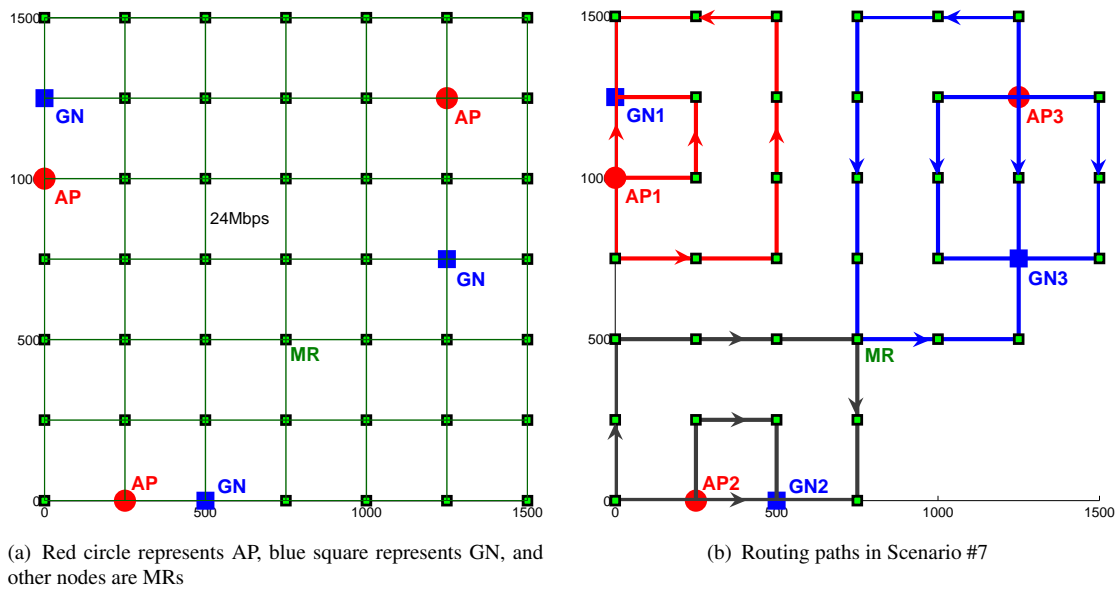 1500
GN
AP
100
AP
24Mbps
GN
500
MR
AP
GN
0
0
500
1000
1500
(a) Red circle represents AP, blue square represents GN, and
other nodes are MRs
1500
GN1
AP3
100
AP1
GN3
500
MR
AP2
GN2
0
0
500
1000
1500
(b) Routing paths in Scenario #7